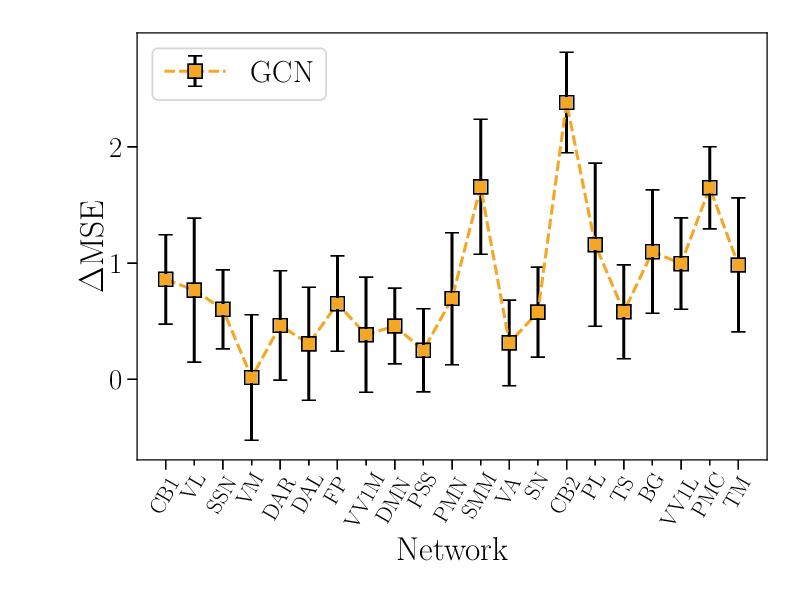 GCN
ΔMSE
2
1
0
CB1
VL
SSN
VM
DAR
DAL
FP
VV1M
DMN
PSS
PMN
SMM
VA
SN
CB2
PL
TS
BG
VV1L
PMC
TM
Network